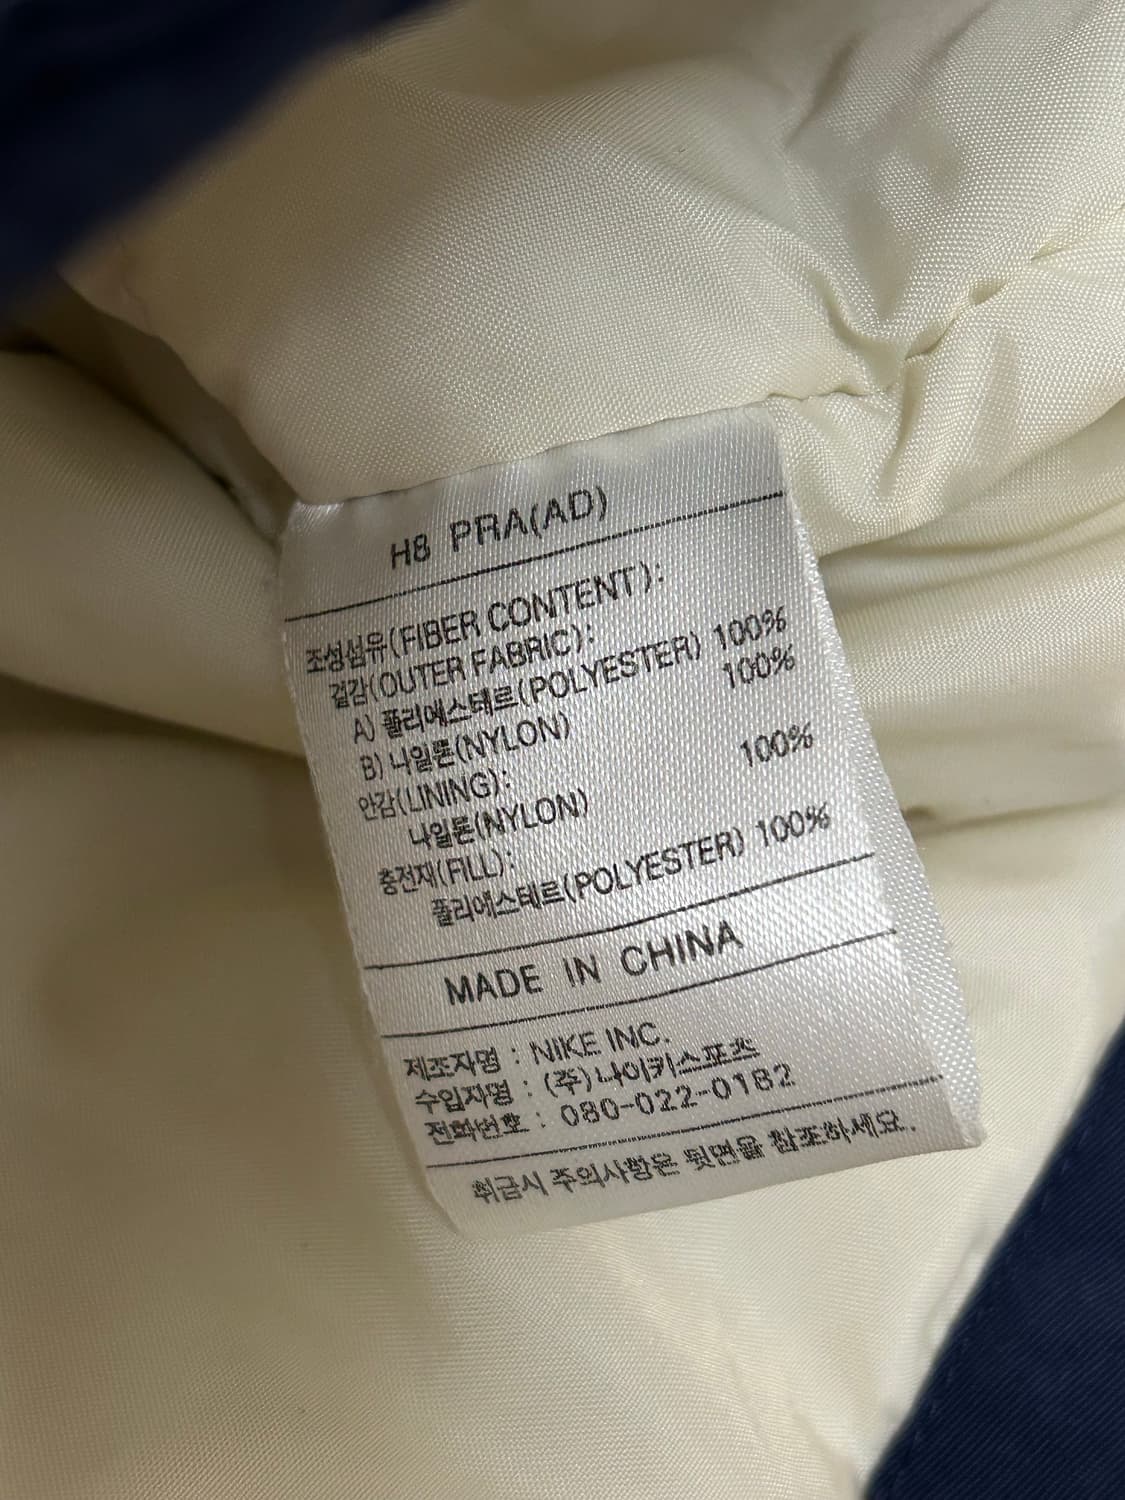 H8 PRA(AD)
조성섬유(FIBER CONTENT):
겉감(OUTER FABRIC):
A) 폴리에스테르(POLYESTER) 100%
B) 나일론(NYLON) 100%
안감(LINING):
나일론(NYLON) 100%
충전재(FILL):
폴리에스테르(POLYESTER) 100%
MADE IN CHINA
제조자명 : NIKE INC.
수입자명 : (주)나이키스포츠
전화번호 : 080-022-0182
취급시 주의사항은 뒷면을 참조하세요.